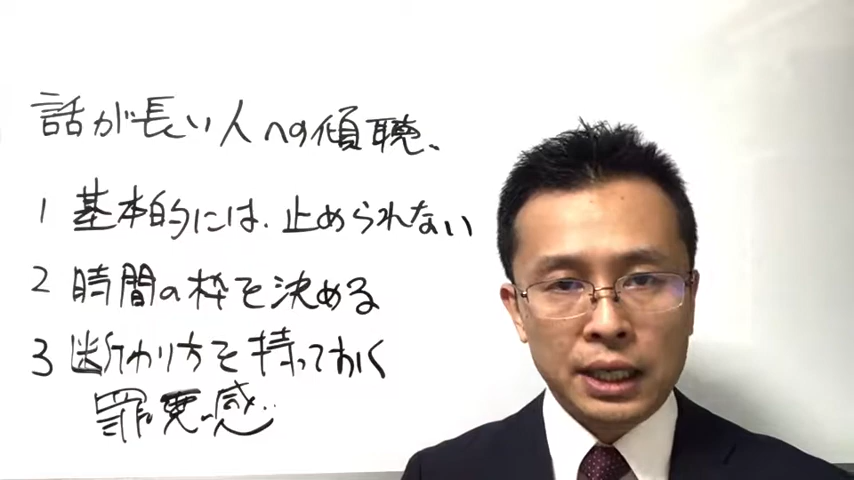 話が長い人への傾聴、
1 基本的には、止められない
2 時間の枠を決める
3 断わり方を持っておく
罪悪感